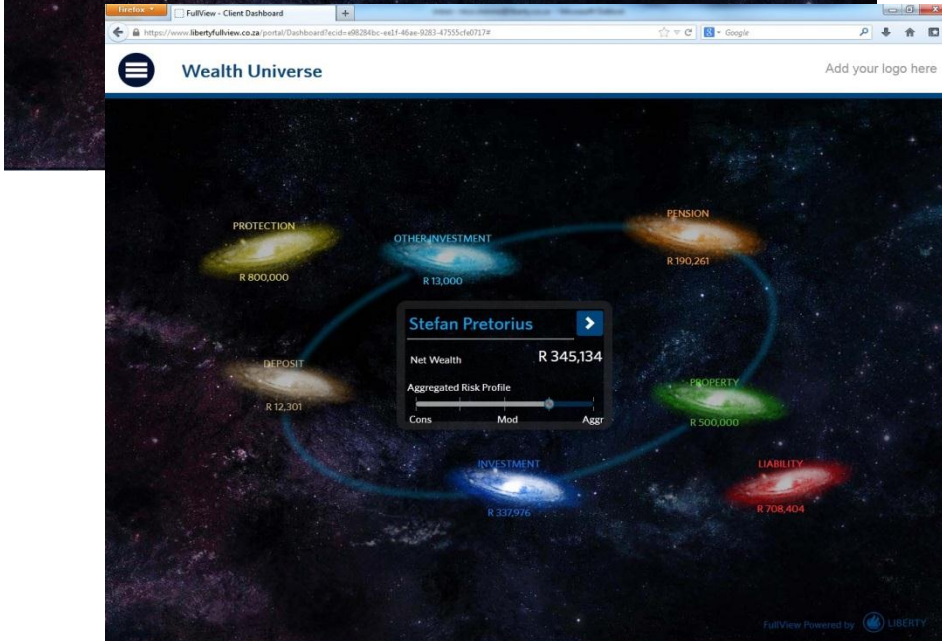 Firefox
FullView - Client Dashboard
https://www.libertyfullview.co.za/portal/Dashboard?ecid=e98284bc-ee1f-46ae-9283-47555cfe0717#
Google
Wealth Universe
Add your logo here
PENSION
R 190,261
PROTECTION
R 800,000
OTHER INVESTMENT
R 13,000
Stefan Pretorius
Net Wealth R 345,134
Aggregated Risk Profile
Cons Mod Aggr
DEPOSIT
R 12,301
PROPERTY
R 500,000
INVESTMENT
R 337,976
LIABILITY
R 708,404
FullView Powered by LIBERTY